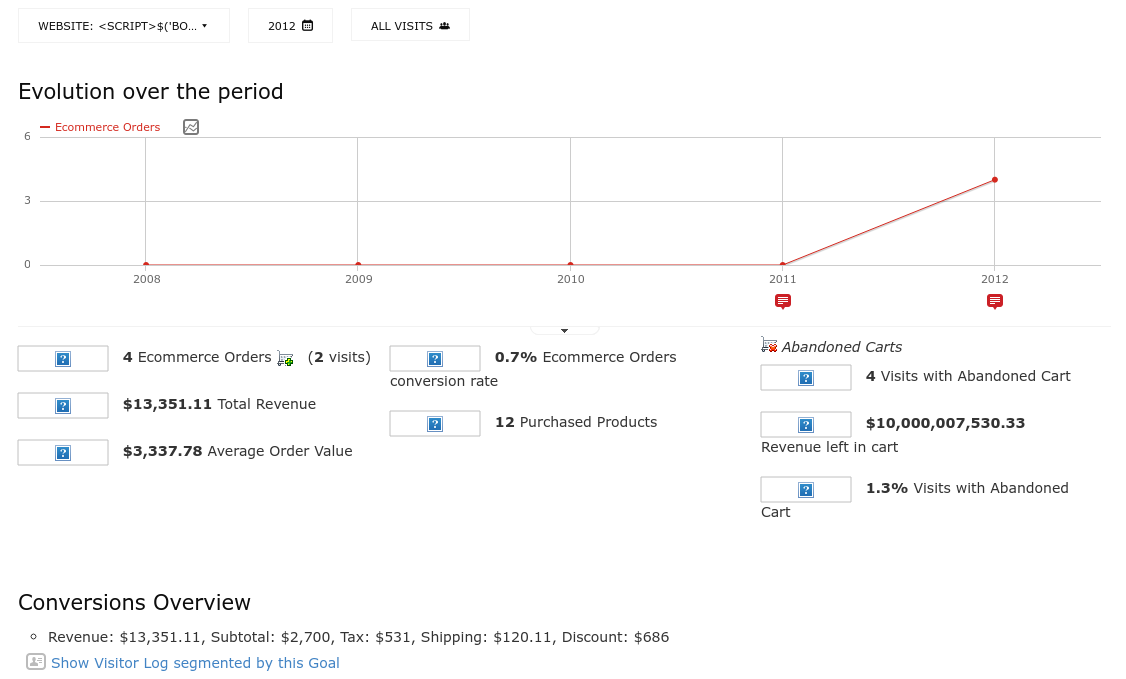 WEBSITE: <SCRIPT>$('BO... 2012 ALL VISITS
Evolution over the period
Ecommerce Orders
6
3
0
2008 2009 2010 2011 2012
4 Ecommerce Orders (2 visits)
$13,351.11 Total Revenue
$3,337.78 Average Order Value
0.7% Ecommerce Orders
conversion rate
12 Purchased Products
Abandoned Carts
4 Visits with Abandoned Cart
$10,000,007,530.33
Revenue left in cart
1.3% Visits with Abandoned
Cart
Conversions Overview
Revenue: $13,351.11, Subtotal: $2,700, Tax: $531, Shipping: $120.11, Discount: $686
Show Visitor Log segmented by this Goal